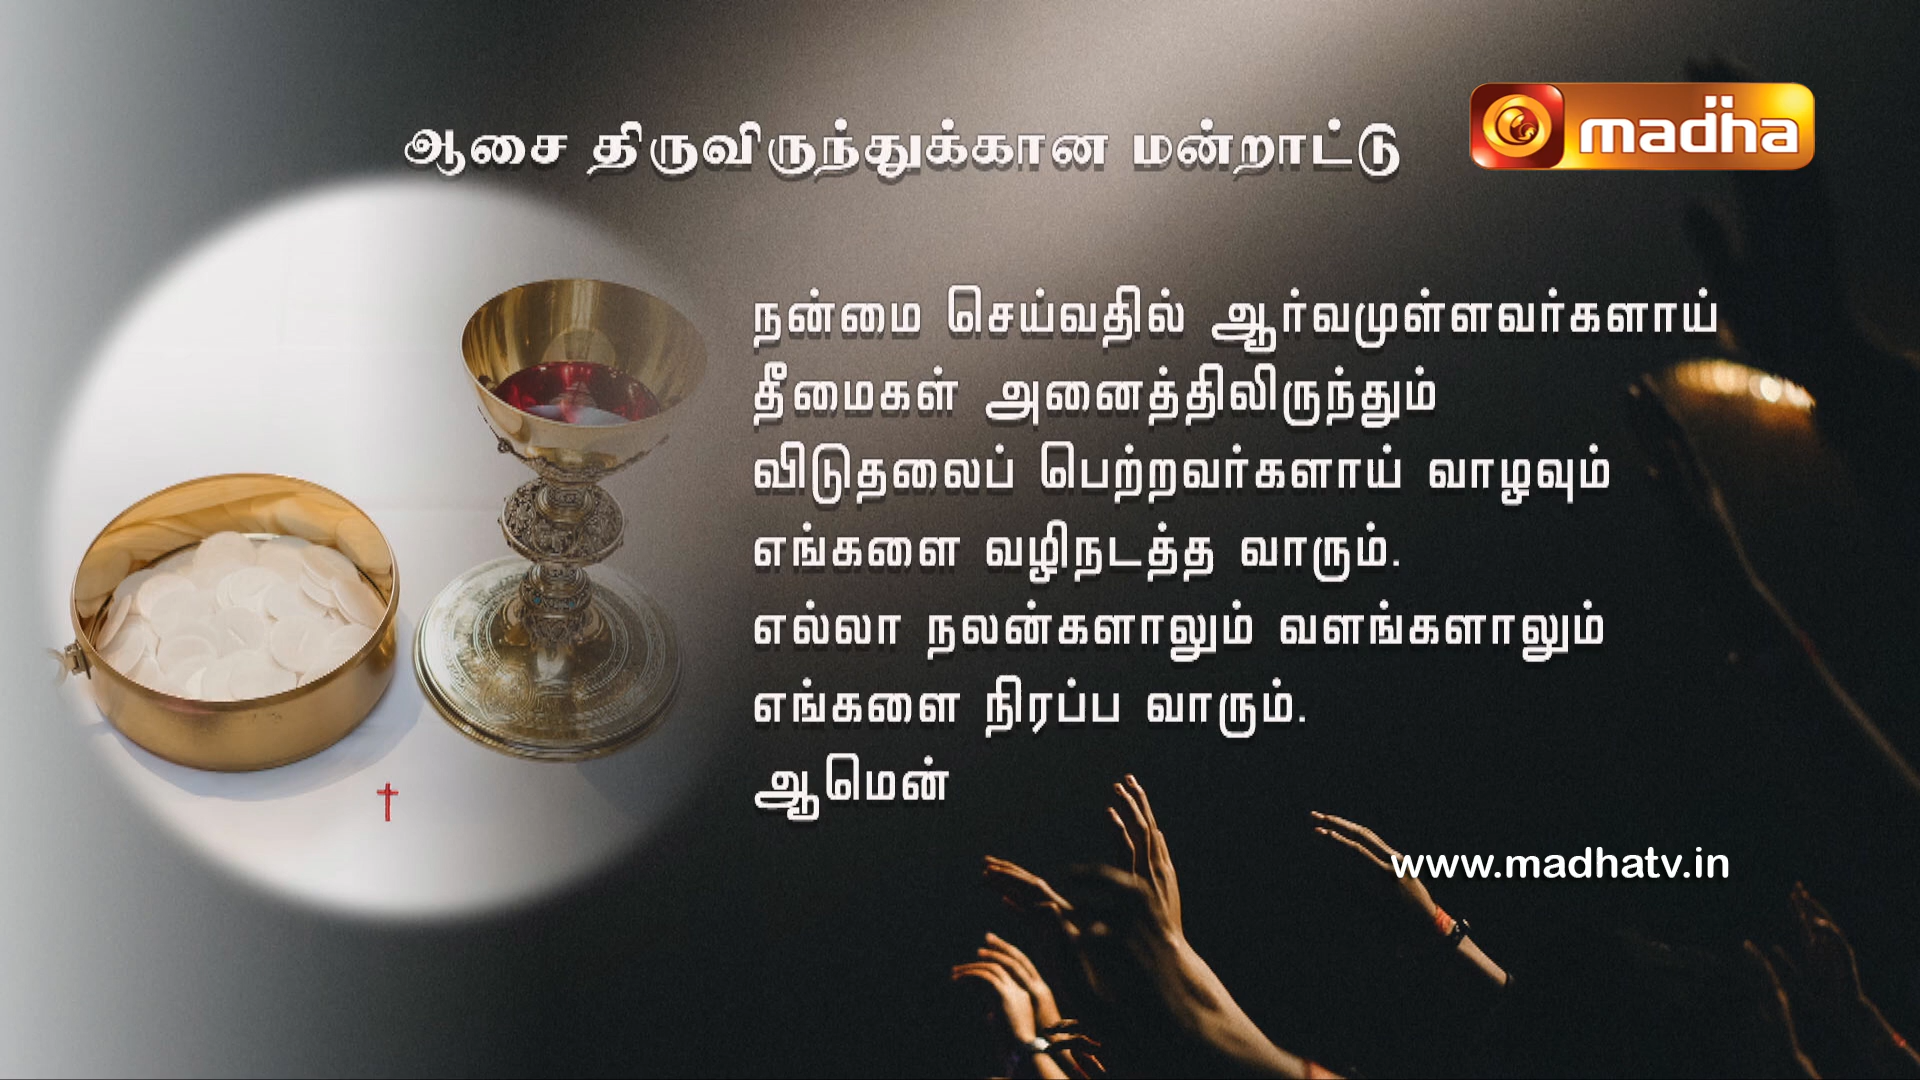 ஆசை திருவிருந்துக்கான மன்றாட்டு
madha
நன்மை செய்வதில் ஆர்வமுள்ளவர்களாய்
தீமைகள் அனைத்திலிருந்தும்
விடுதலைப் பெற்றவர்களாய் வாழவும்
எங்களை வழிநடத்த வாரும்.
எல்லா நலன்களாலும் வளங்களாலும்
எங்களை நிரப்ப வாரும்.
ஆமென்
www.madhatv.in